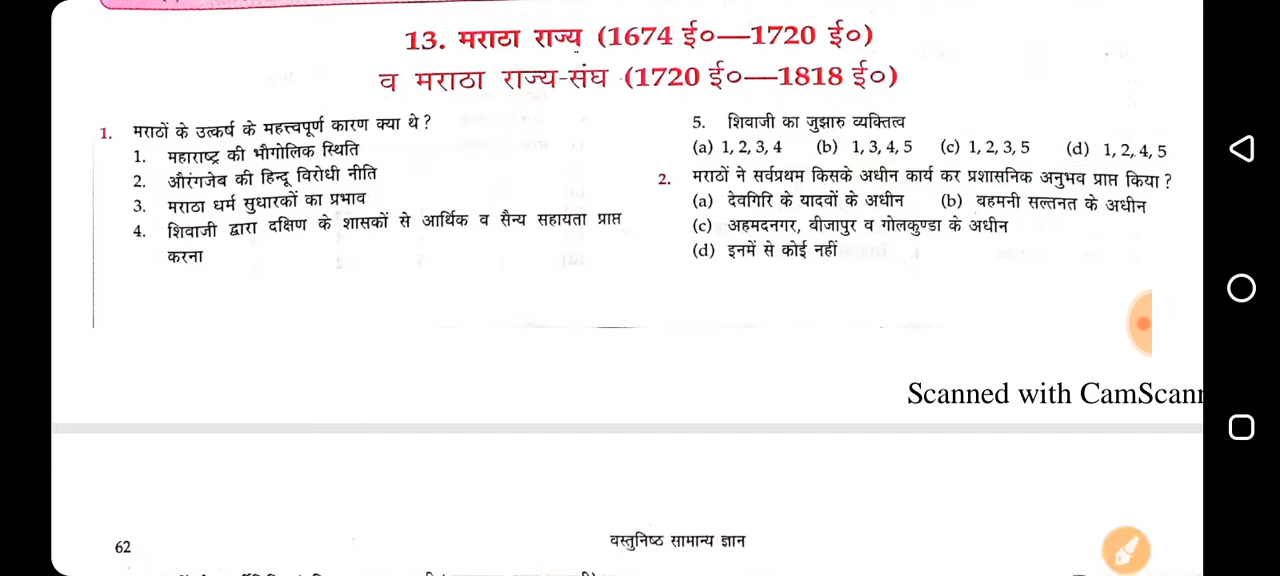 13. मराठा राज्य (1674 ई०—1720 ई०)
व मराठा राज्य-संघ (1720 ई०—1818 ई०)
1. मराठों के उत्कर्ष के महत्त्वपूर्ण कारण क्या थे ?
1. महाराष्ट्र की भौगोलिक स्थिति
2. औरंगजेब की हिन्दू विरोधी नीति
3. मराठा धर्म सुधारकों का प्रभाव
4. शिवाजी द्वारा दक्षिण के शासकों से आर्थिक व सैन्य सहायता प्राप्त
करना
5. शिवाजी का जुझारु व्यक्तित्व
(a) 1, 2, 3, 4 (b) 1, 3, 4, 5 (c) 1, 2, 3, 5 (d) 1, 2, 4, 5
2. मराठों ने सर्वप्रथम किसके अधीन कार्य कर प्रशासनिक अनुभव प्राप्त किया ?
(a) देवगिरि के यादवों के अधीन (b) बहमनी सल्तनत के अधीन
(c) अहमदनगर, बीजापुर व गोलकुण्डा के अधीन
(d) इनमें से कोई नहीं
Scanned with CamScann
62 वस्तुनिष्ठ सामान्य ज्ञान